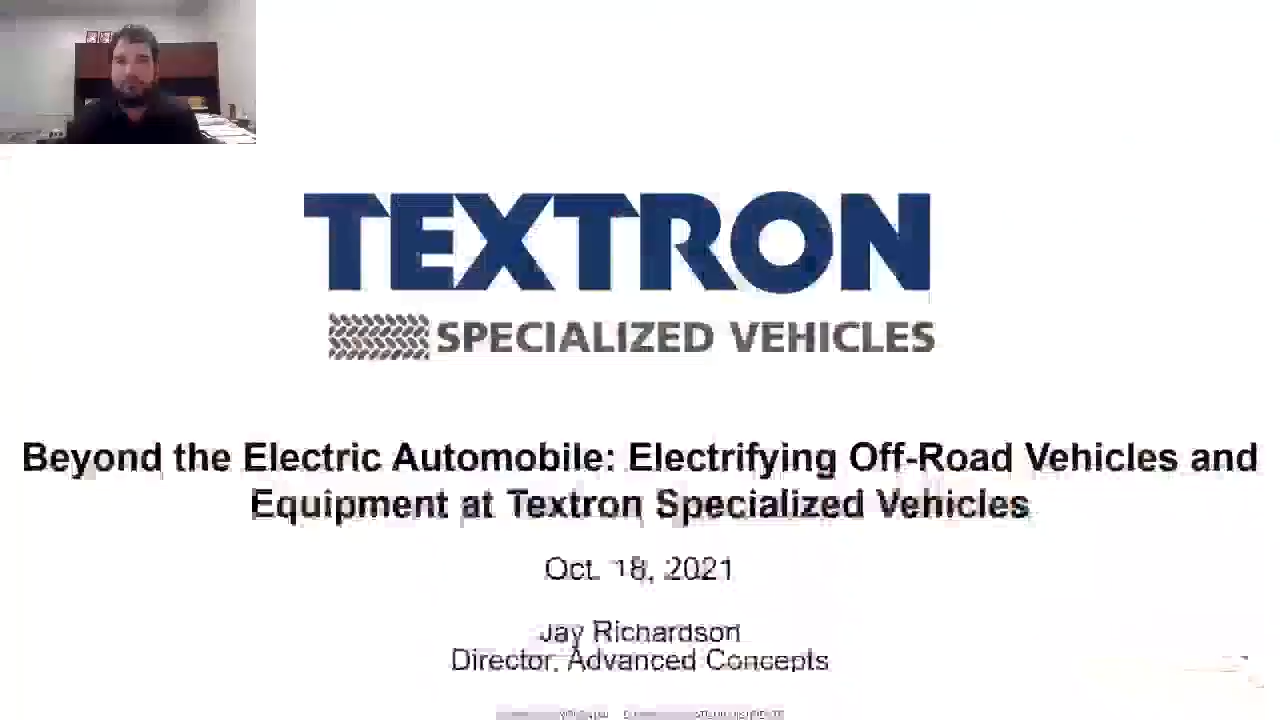 TEXTRON
SPECIALIZED VEHICLES
Beyond the Electric Automobile: Electrifying Off-Road Vehicles and
Equipment at Textron Specialized Vehicles
Oct. 18, 2021
Jay Richardson
Director, Advanced Concepts